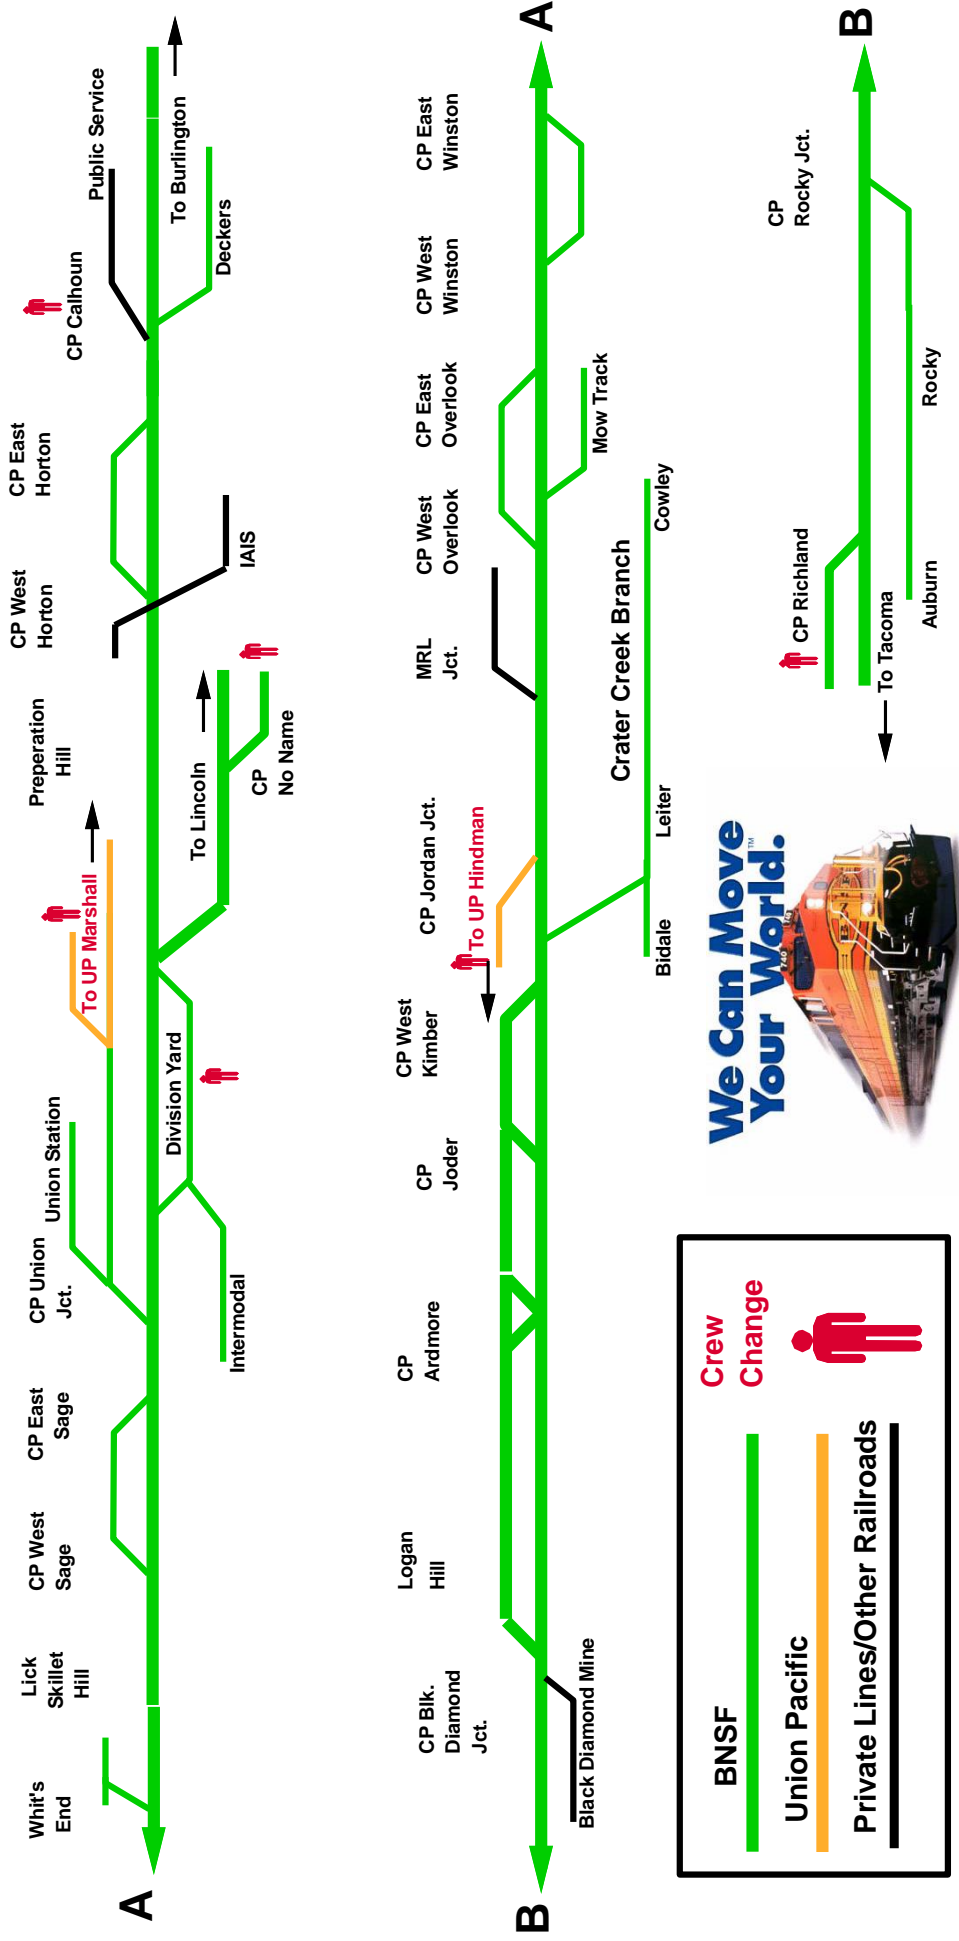 A
Whit's
End
Lick
Skillet
Hill
CP West
Sage
CP East
Sage
CP Union
Jct.
Union Station
Intermodal
Division Yard
To UP Marshall
Preperation
Hill
To Lincoln
CP
No Name
CP West
Horton
IAIS
CP East
Horton
CP Calhoun
Public Service
To Burlington
Deckers
B
CP Blk.
Diamond
Jct.
Black Diamond Mine
Logan
Hill
CP
Ardmore
CP
Joder
CP West
Kimber
CP Jordan Jct.
To UP Hindman
Bidale
Leiter
Crater Creek Branch
Cowley
MRL
Jct.
CP West
Overlook
CP East
Overlook
Mow Track
CP West
Winston
CP East
Winston
A
BNSF
Union Pacific
Private Lines/Other Railroads
Crew
Change
We Can Move
Your World.™
BNSF
To Tacoma
CP Richland
Auburn
Rocky
CP
Rocky Jct.
B